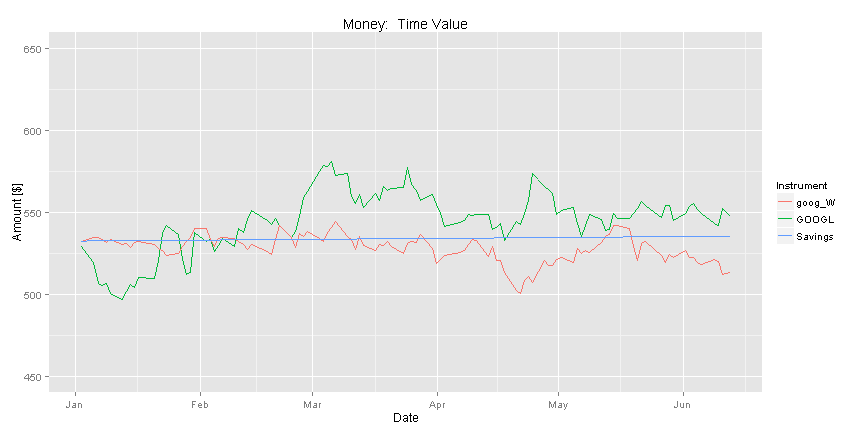 Money:  Time Value
650
600
550
500
450
Amount [$]
Jan Feb Mar Apr May Jun
Date
Instrument
goog_W
GOOGL
Savings